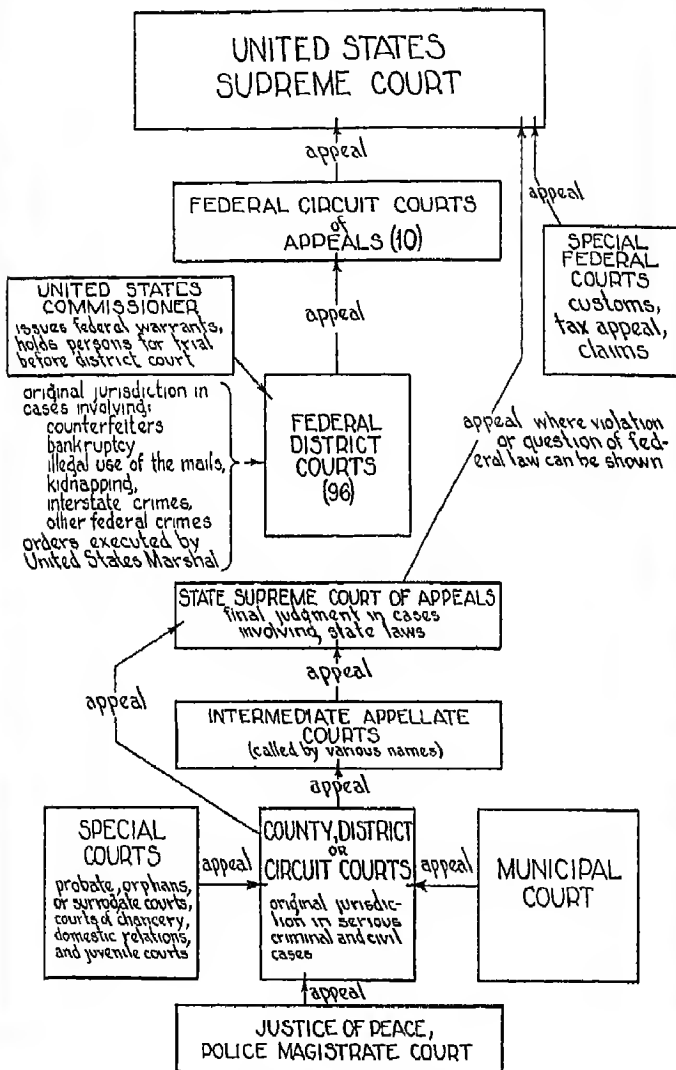 UNITED STATES
SUPREME COURT
appeal
appeal
FEDERAL CIRCUIT COURTS
of
APPEALS (10)
SPECIAL
FEDERAL
COURTS
customs,
tax appeal,
claims
UNITED STATES
COMMISSIONER
issues federal warrants,
holds persons for trial
before district court
appeal
original jurisdiction in
cases involving:
counterfeiters
bankruptcy
illegal use of the mails,
kidnapping,
interstate crimes,
other federal crimes
orders executed by
United States Marshal
FEDERAL
DISTRICT
COURTS
(96)
appeal where violation
or question of fed-
eral law can be shown
STATE SUPREME COURT OF APPEALS
final judgment in cases
involving, state laws
appeal
appeal
INTERMEDIATE APPELLATE
COURTS
(called by various names)
appeal
SPECIAL
COURTS
probate, orphans,
or surrogate courts,
courts of chancery,
domestic relations,
and juvenile courts
appeal
COUNTY, DISTRICT
OR
CIRCUIT COURTS
original jurisdic-
tion in serious
criminal and civil
cases
appeal
MUNICIPAL
COURT
appeal
JUSTICE OF PEACE,
POLICE MAGISTRATE COURT